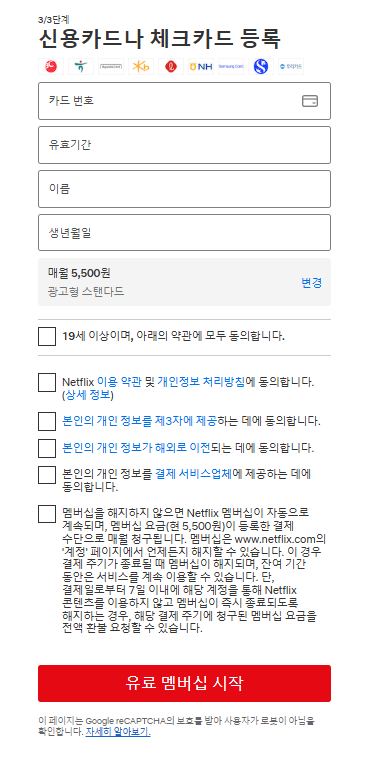 3/3단계
신용카드나 체크카드 등록
NH
카드 번호
유효기간
이름
생년월일
매월 5,500원
광고형 스탠다드
변경
19세 이상이며, 아래의 약관에 모두 동의합니다.
Netflix 이용 약관 및 개인정보 처리방침에 동의합니다.
(상세 정보)
본인의 개인 정보를 제3자에 제공하는 데에 동의합니다.
본인의 개인 정보가 해외로 이전되는 데에 동의합니다.
본인의 개인 정보를 결제 서비스업체에 제공하는 데에
동의합니다.
멤버십을 해지하지 않으면 Netflix 멤버십이 자동으로
계속되며, 멤버십 요금(현 5,500원)이 등록한 결제
수단으로 매월 청구됩니다. 멤버십은 www.netflix.com의
'계정' 페이지에서 언제든지 해지할 수 있습니다. 이 경우
결제 주기가 종료될 때 멤버십이 해지되며, 잔여 기간
동안은 서비스를 계속 이용할 수 있습니다. 단,
결제일로부터 7일 이내에 해당 계정을 통해 Netflix
콘텐츠를 이용하지 않고 멤버십이 즉시 종료되도록
해지하는 경우, 해당 결제 주기에 청구된 멤버십 요금을
전액 환불 요청할 수 있습니다.
유료 멤버십 시작
이 페이지는 Google reCAPTCHA의 보호를 받아 사용자가 로봇이 아님을
확인합니다. 자세히 알아보기.